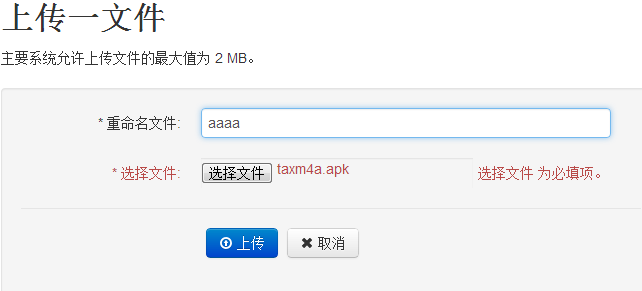 上传一文件
主要系统允许上传文件的最大值为 2 MB。
* 重命名文件: aaaa
* 选择文件: 选择文件 taxm4a.apk 选择文件 为必填项。
上传 取消